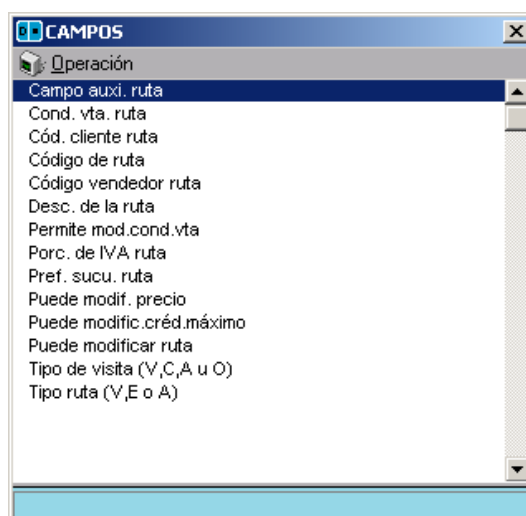 CAMPOS
Operación
Campo auxi. ruta
Cond. vta. ruta
Cód. cliente ruta
Código de ruta
Código vendedor ruta
Desc. de la ruta
Permite mod.cond.vta
Porc. de IVA ruta
Pref. sucu. ruta
Puede modif. precio
Puede modific.créd.máximo
Puede modificar ruta
Tipo de visita (V,C,A u O)
Tipo ruta (V,E o A)